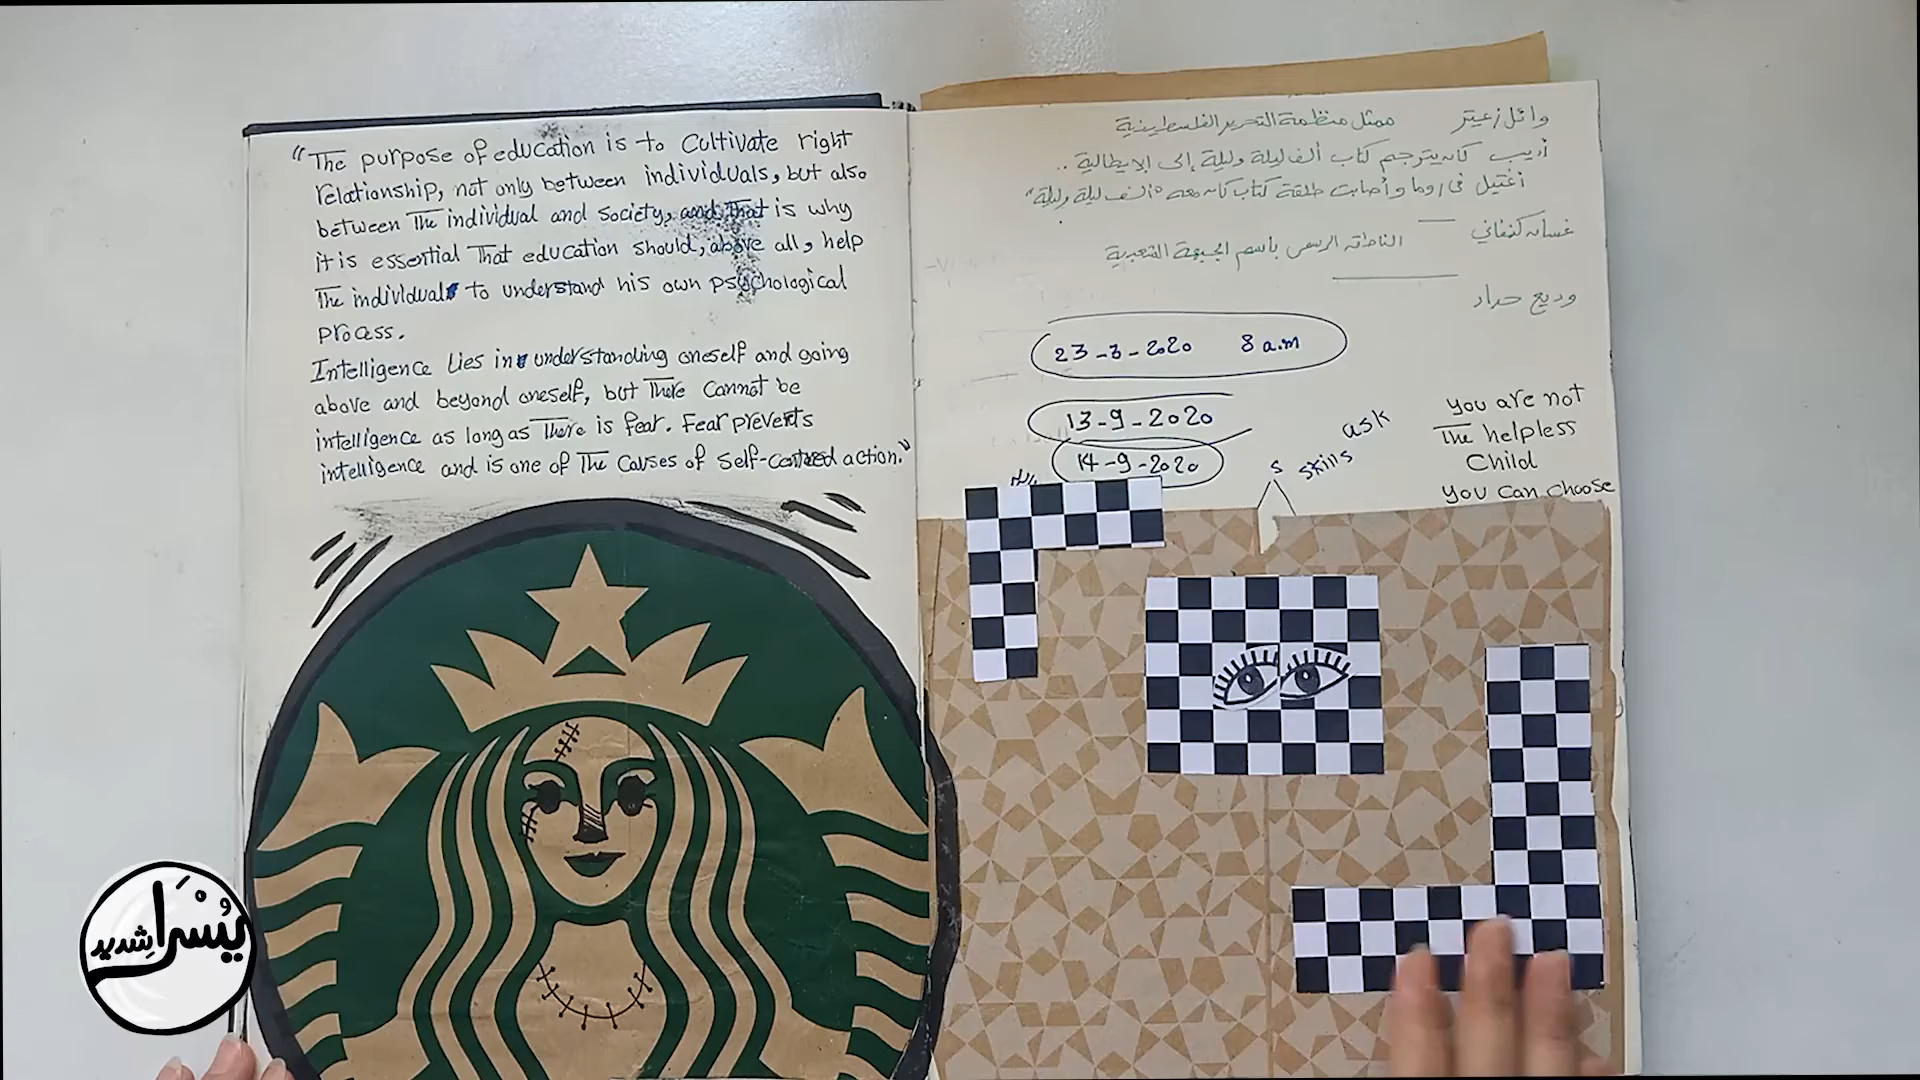 "The purpose of education is to cultivate right
relationship, not only between individuals, but also
between The individual and Society, and That is why
it is essential That education should, above all, help
The individual to understand his own psychological
process.
Intelligence Lies in understanding oneself and going
above and beyond oneself, but There cannot be
intelligence as long as There is fear. Fear prevents
intelligence and is one of The causes of self-centred action."
وائل زعيتر ممثل منظمة التحرير الفلسطينية
أديب كان يترجم كتاب ألف ليلة وليلة إلى الإيطالية ..
أغتيل في روما وأصابت طلقة كتاب كان معه "ألف ليلة وليلة"
غسان كنفاني الناطق الرسمي بأسم الجبهة الشعبية
وديع حداد
23-3-2020 8 a.m
13-9-2020
14-9-2020
S
skills
ask
you are not
The helpless
Child
you can choose
يُسْرَا شديد